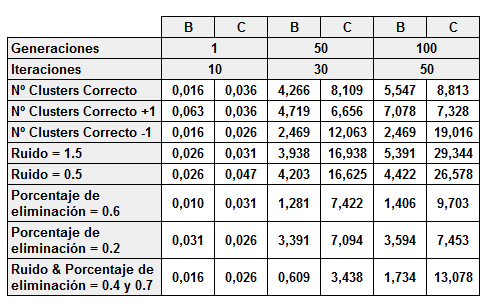 B C B C B C
Generaciones 1 50 100
Iteraciones 10 30 50
Nº Clusters Correcto 0,016 0,036 4,266 8,109 5,547 8,813
Nº Clusters Correcto +1 0,063 0,036 4,719 6,656 7,078 7,328
Nº Clusters Correcto -1 0,016 0,026 2,469 12,063 2,469 19,016
Ruido = 1.5 0,026 0,031 3,938 16,938 5,391 29,344
Ruido = 0.5 0,026 0,047 4,203 16,625 4,422 26,578
Porcentaje de
eliminación = 0.6 0,010 0,031 1,281 7,422 1,406 9,703
Porcentaje de
eliminación = 0.2 0,031 0,026 3,391 7,094 3,594 7,453
Ruido & Porcentaje de
eliminación = 0.4 y 0.7 0,016 0,026 0,609 3,438 1,734 13,078